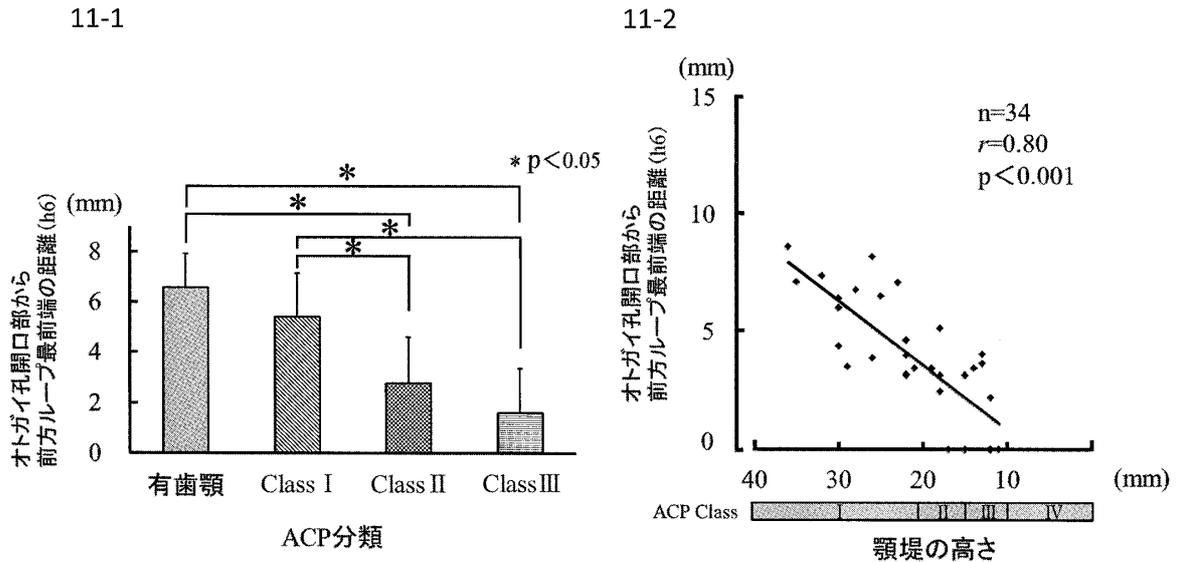 11-1
オトガイ孔開口部から
前方ループ最前端の距離(h6)
(mm)
8
6
4
2
0
*
*
*
*
* p<0.05
有歯顎
Class I
Class II
Class III
ACP分類
11-2
オトガイ孔開口部から
前方ループ最前端の距離(h6)
(mm)
15
10
5
0
n=34
r=0.80
p<0.001
40 30 20 10 (mm)
ACP Class I II III IV
顎堤の高さ